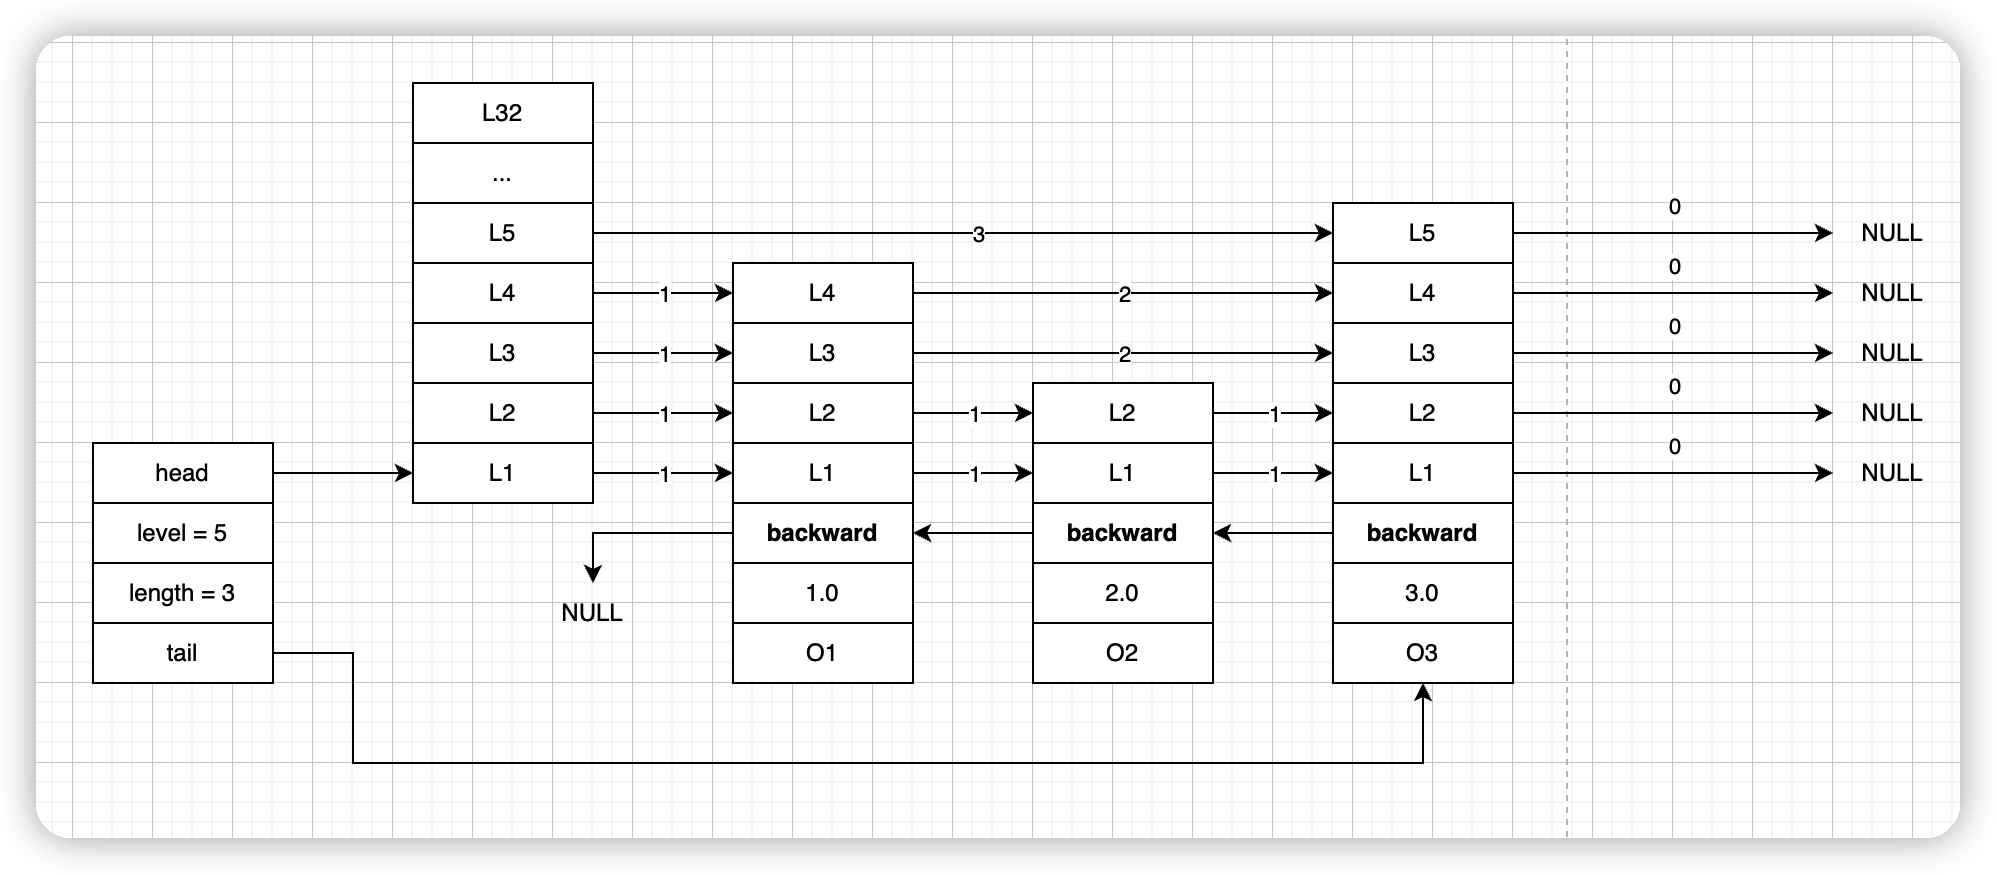 L32
...
0
L5
3
L5
NULL
0
L4
1
L4
2
L4
NULL
0
L3
1
L3
2
L3
NULL
0
L2
1
L2
1
L2
1
L2
NULL
0
head
L1
1
L1
1
L1
1
L1
NULL
level = 5
backward
backward
backward
length = 3
NULL
1.0
2.0
3.0
tail
O1
O2
O3